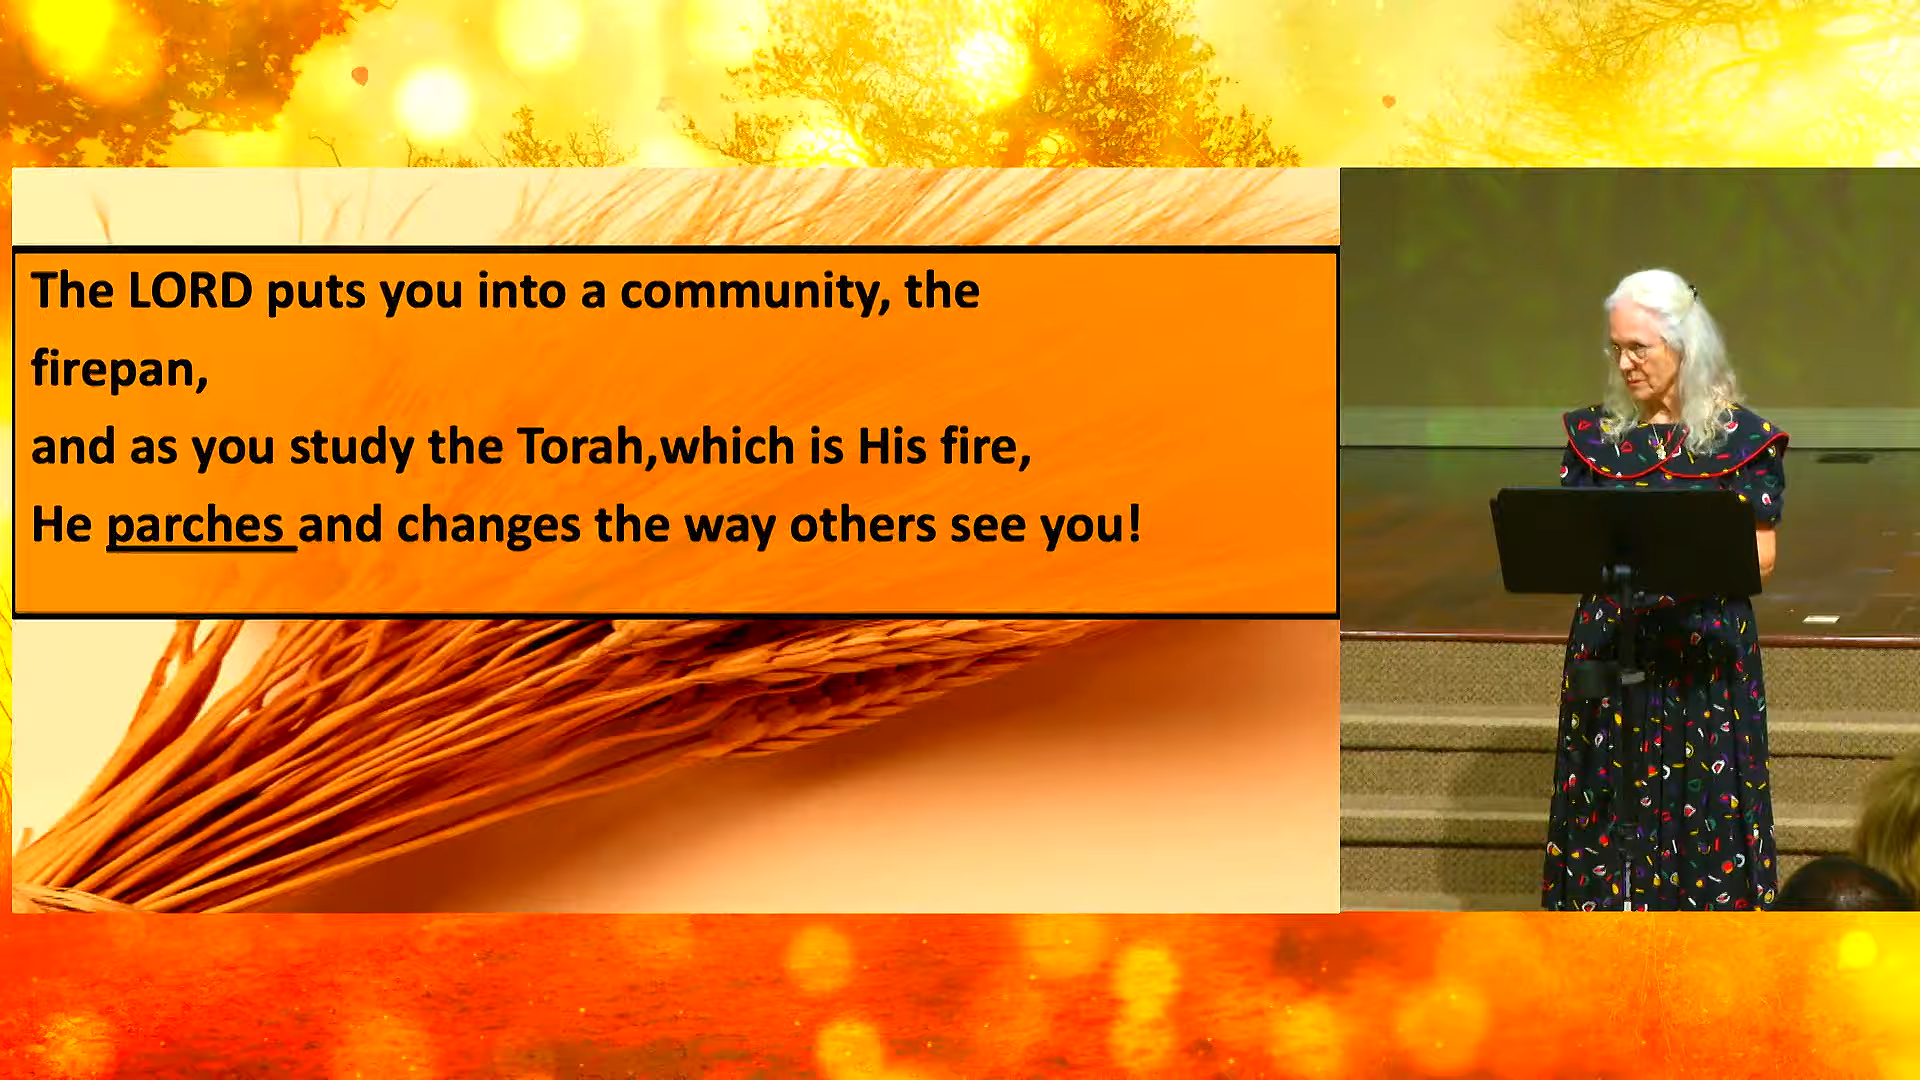 The LORD puts you into a community, the
firepan,
and as you study the Torah,which is His fire,
He parches and changes the way others see you!